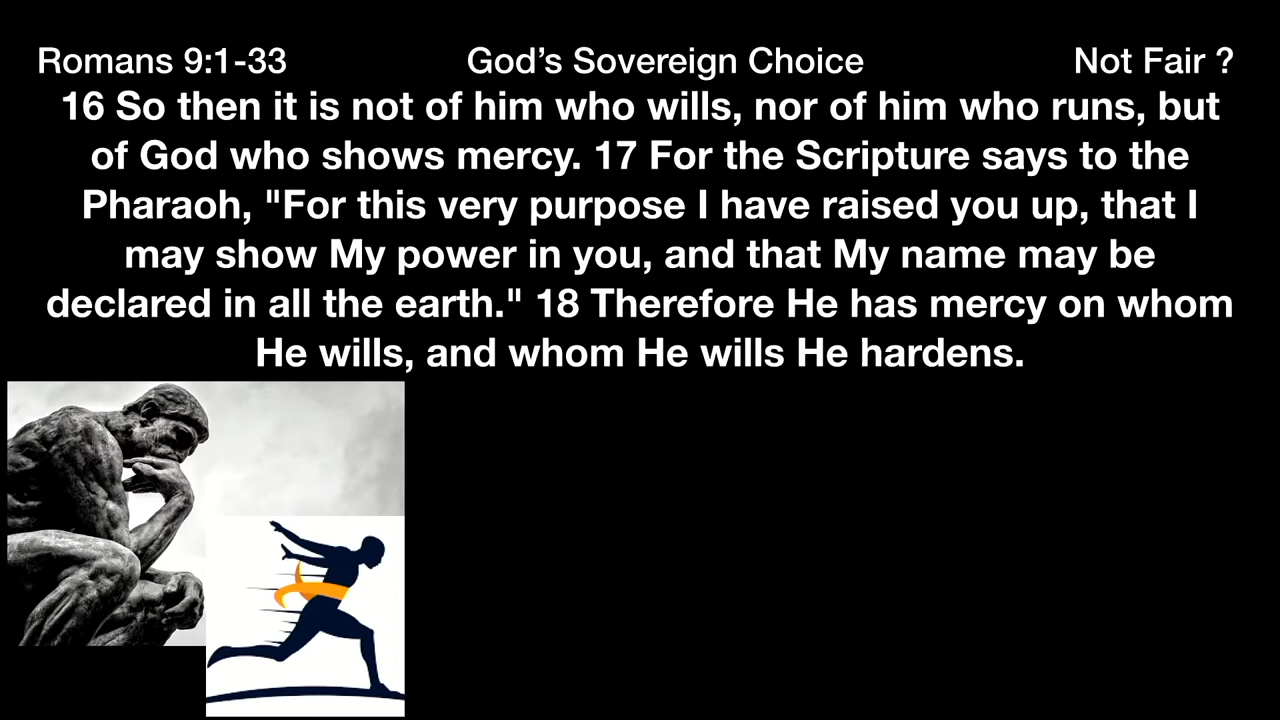 Romans 9:1-33 God’s Sovereign Choice Not Fair ?
16 So then it is not of him who wills, nor of him who runs, but
of God who shows mercy. 17 For the Scripture says to the
Pharaoh, "For this very purpose I have raised you up, that I
may show My power in you, and that My name may be
declared in all the earth." 18 Therefore He has mercy on whom
He wills, and whom He wills He hardens.